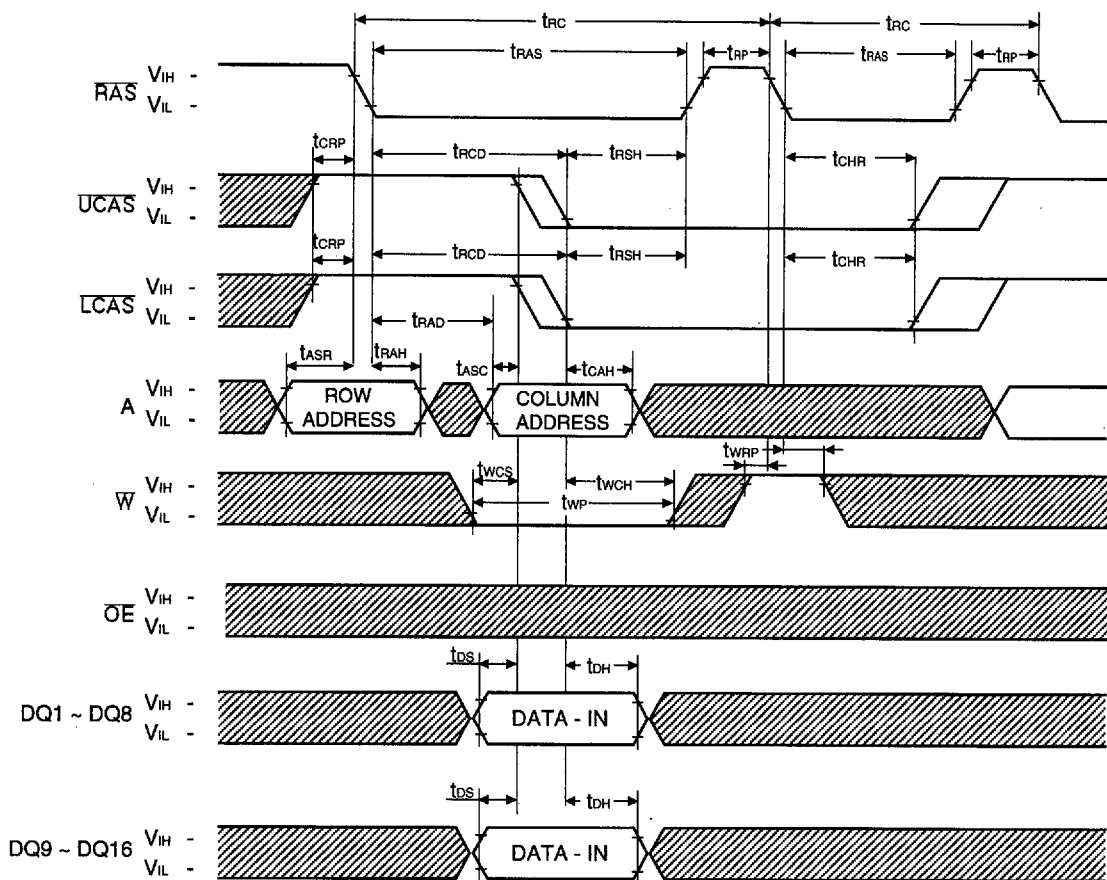 tRC tRC
tRAS tRP tRAS tRP
RAS VIH -
VIL -
tCRP tRCD tRSH tCHR
UCAS VIH -
VIL -
tCRP tRCD tRSH tCHR
LCAS VIH -
VIL -
tRAD
tASR tRAH tASC tCAH
A VIH -
VIL -
ROW ADDRESS COLUMN ADDRESS
tWRP
tWCS tWCH
W VIH -
VIL -
tWP
OE VIH -
VIL -
tDS tDH
DQ1 ~ DQ8 VIH -
VIL -
DATA - IN
tDS tDH
DQ9 ~ DQ16 VIH -
VIL -
DATA - IN